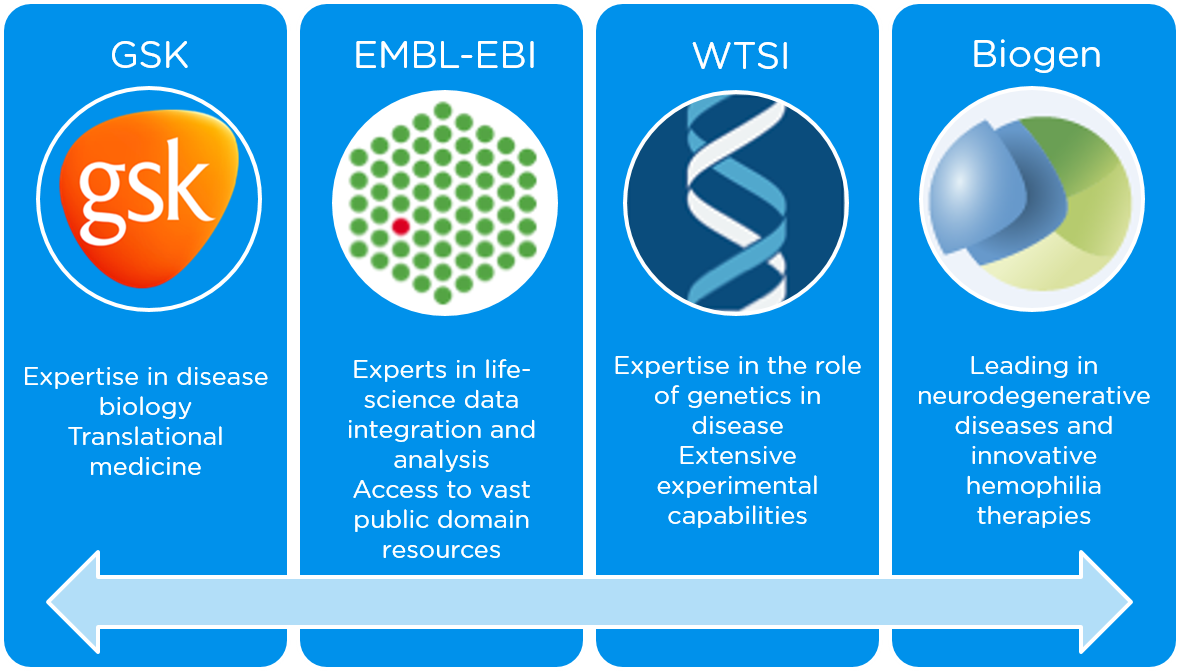 GSK
gsk
Expertise in disease
biology
Translational
medicine
EMBL-EBI
Experts in life-
science data
integration and
analysis
Access to vast
public domain
resources
WTSI
Expertise in the role
of genetics in
disease
Extensive
experimental
capabilities
Biogen
Leading in
neurodegenerative
diseases and
innovative
hemophilia
therapies